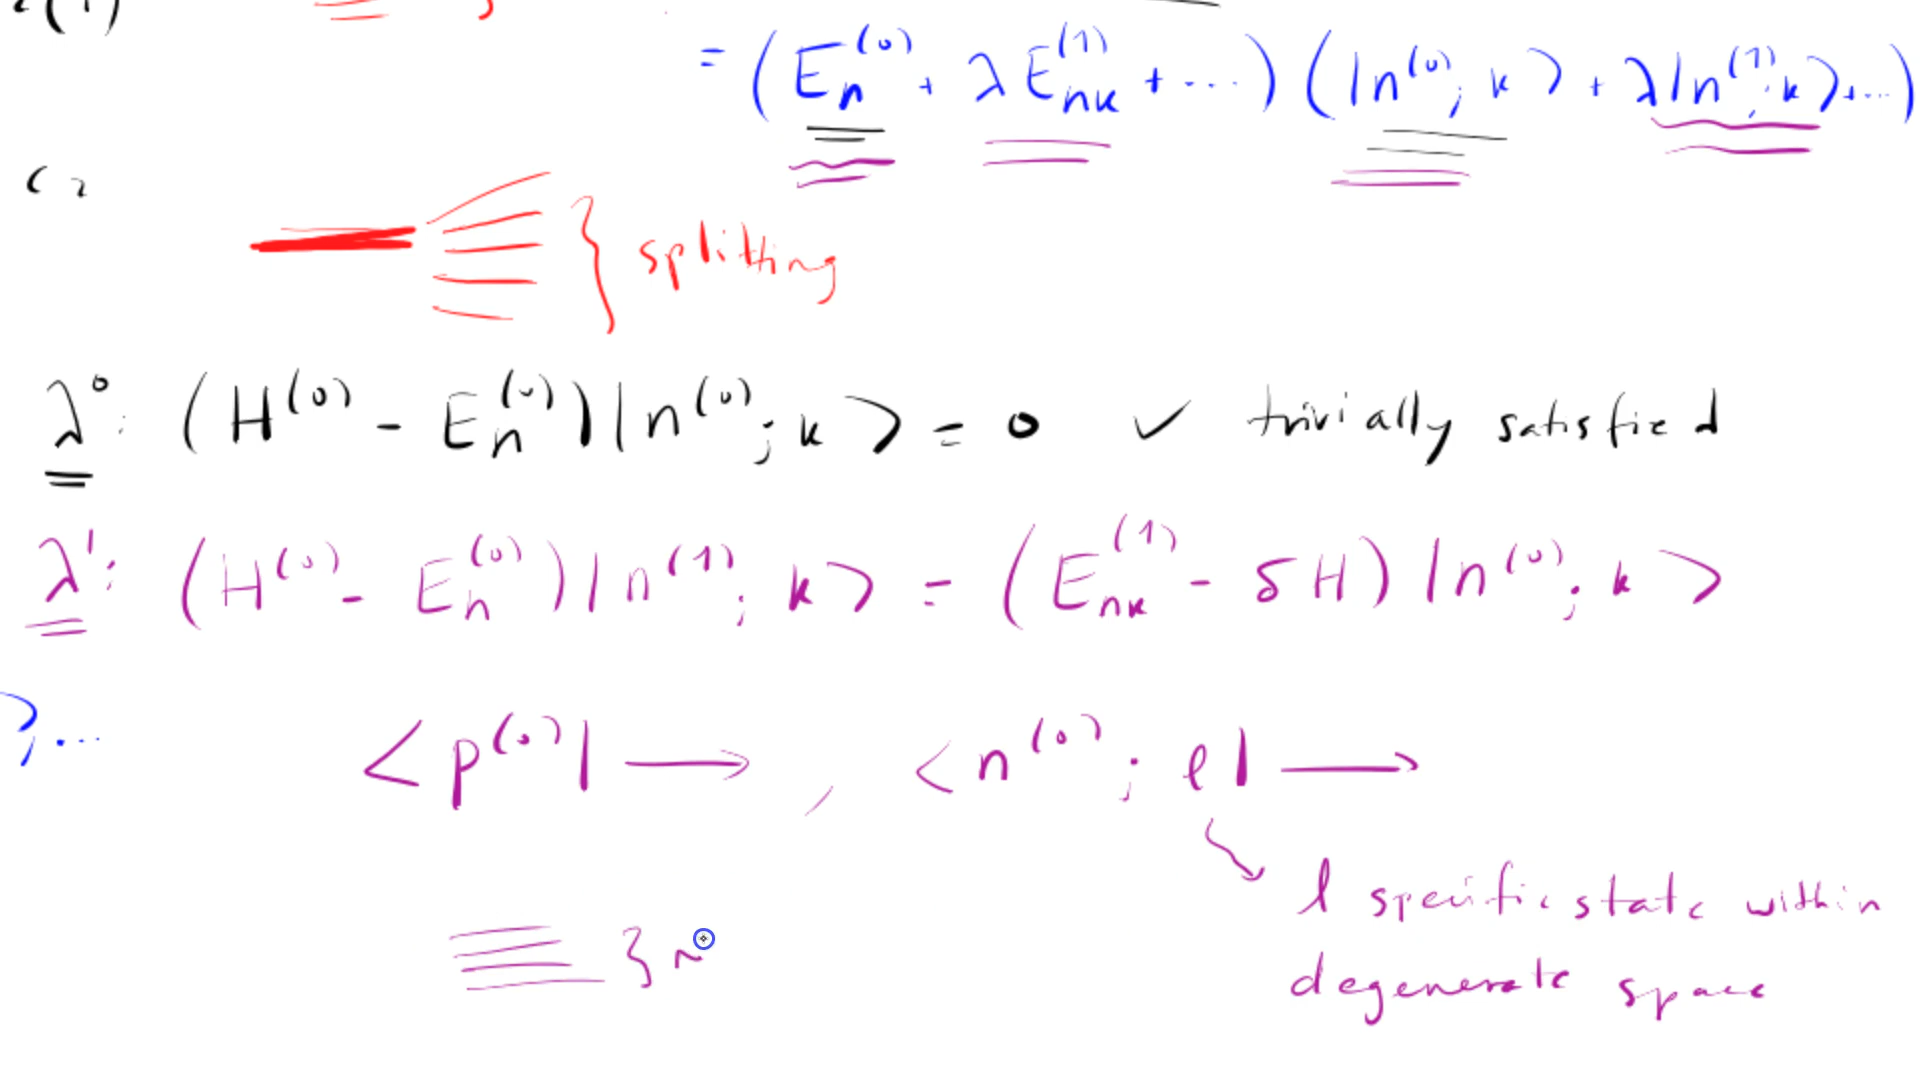 = (E_n^(0) + λ E_nk^(1) + ...) (|n^(0); k> + λ|n^(1); k> + ...)
splitting
λ^0: (H^(0) - E_n^(0)) |n^(0); k> = 0 ✓ trivially satisfied
λ^1: (H^(0) - E_n^(0)) |n^(1); k> = (E_nk^(1) - δH) |n^(0); k>
>, ...
<p^(0)| ⟶ , <n^(0); ℓ| ⟶
ℓ specific state within
degenerate space
} n